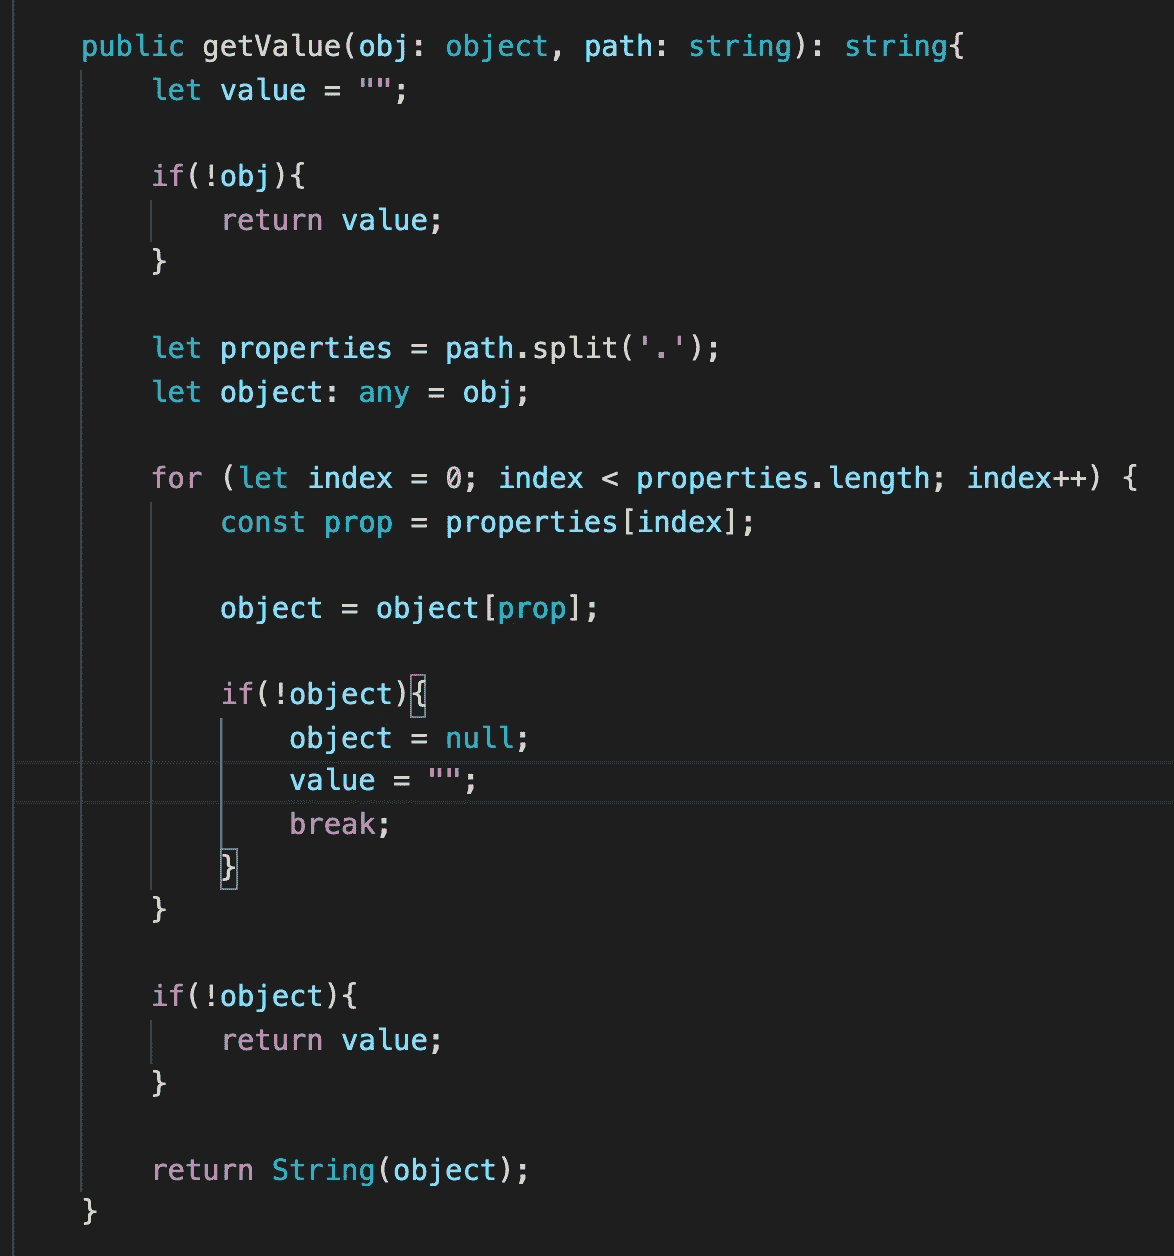 public getValue(obj: object, path: string): string{
let value = "";
if(!obj){
return value;
}
let properties = path.split('.');
let object: any = obj;
for (let index = 0; index < properties.length; index++) {
const prop = properties[index];
object = object[prop];
if(!object){
object = null;
value = "";
break;
}
}
if(!object){
return value;
}
return String(object);
}